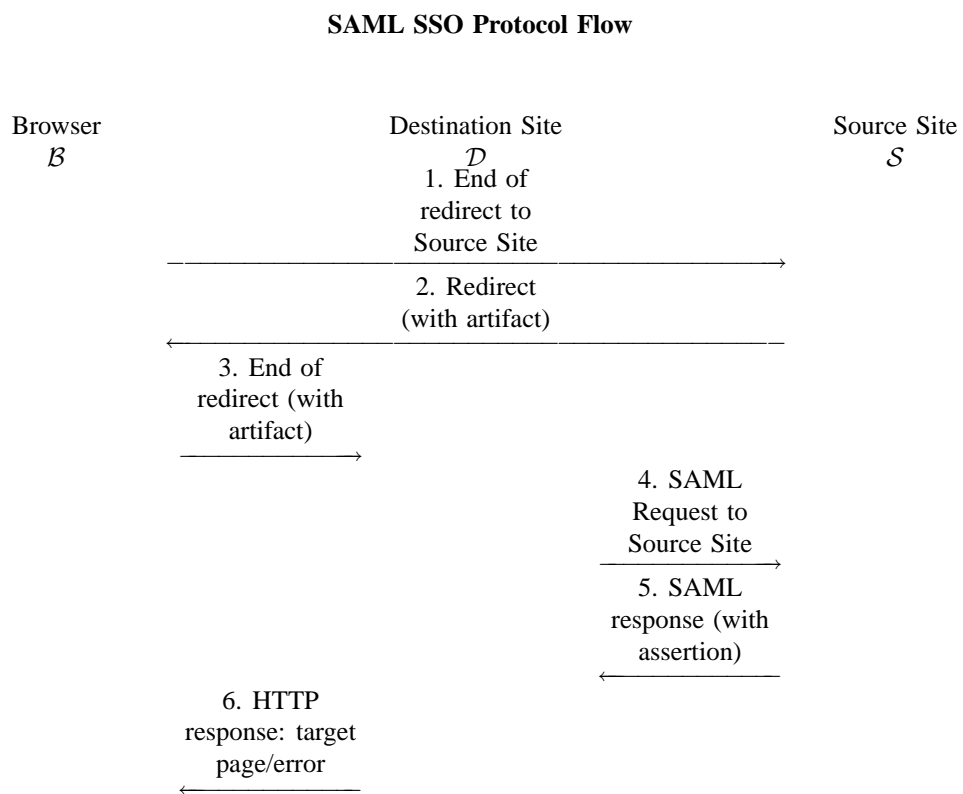 SAML SSO Protocol Flow
Browser Destination Site Source Site
ℬ 𝒟 𝒮
1. End of
redirect to
Source Site
2. Redirect
(with artifact)
3. End of
redirect (with
artifact)
4. SAML
Request to
Source Site
5. SAML
response (with
assertion)
6. HTTP
response: target
page/error